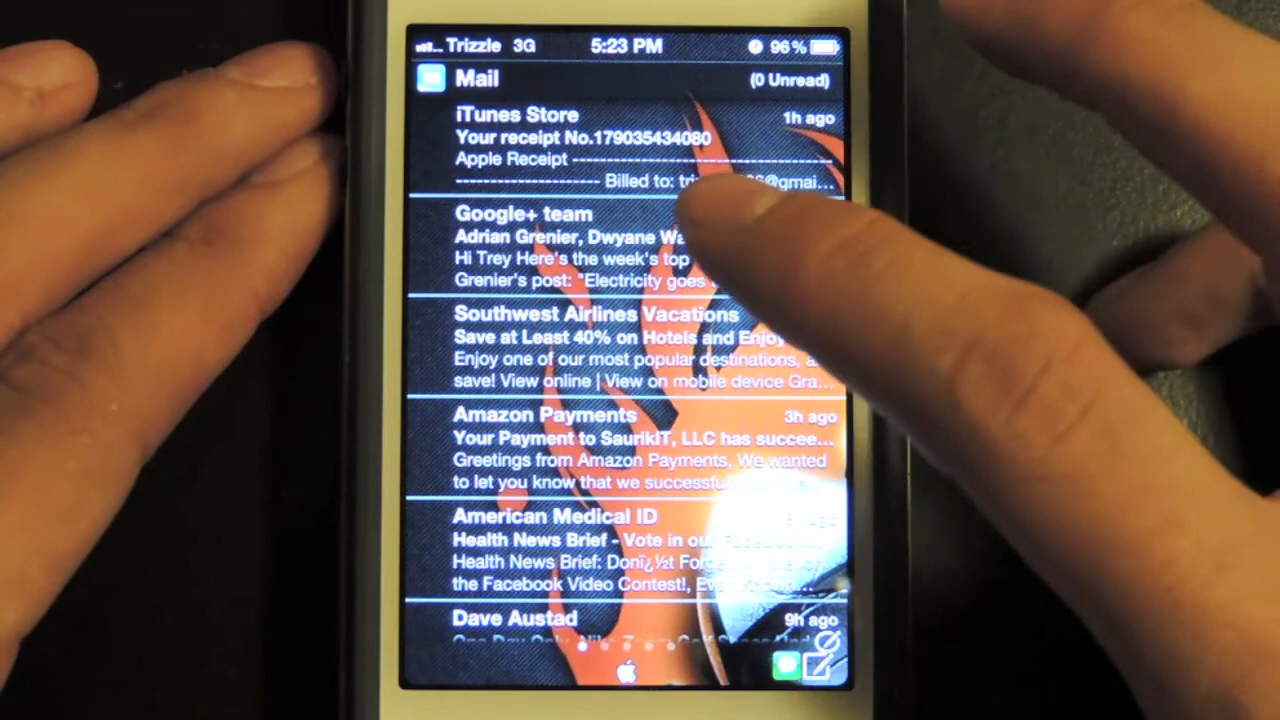 Trizzle 3G 5:23 PM 96%
Mail (0 Unread)
iTunes Store 1h ago
Your receipt No.179035434080
Apple Receipt --------------------------------------
--------------------- Billed to: @gmai...
Google+ team
Adrian Grenier, Dwyane
Hi Trey Here's the week's top
Grenier's post: "Electricity goes
Southwest Airlines Vacations
Save at Least 40% on Hotels and Enjoy
Enjoy one of our most popular destinations,
save! View online | View on mobile device Gra...
Amazon Payments 3h ago
Your Payment to SaurikIT, LLC has succee...
Greetings from Amazon Payments, We wanted
to let you know that we
American Medical ID
Health News Brief - Vote in
Health News Brief: Donï¿½t
the Facebook Video Contest!,
Dave Austad 9h ago